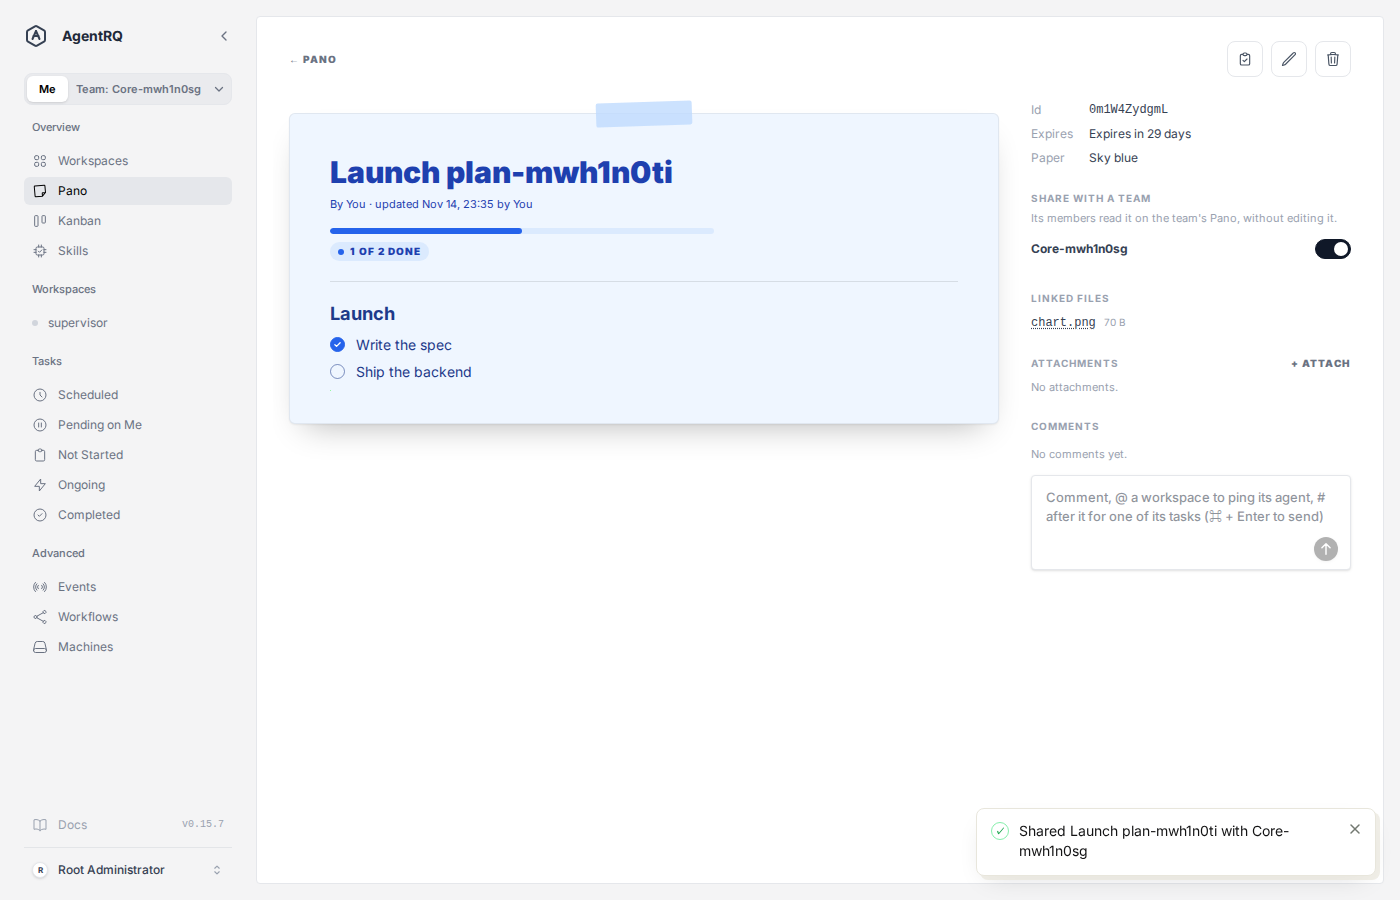 AgentRQ
Me
Team: Core-mwh1n0sg
Overview
Workspaces
Pano
Kanban
Skills
Workspaces
supervisor
Tasks
Scheduled
Pending on Me
Not Started
Ongoing
Completed
Advanced
Events
Workflows
Machines
Docs
v0.15.7
R
Root Administrator
← PANO
Launch plan-mwh1n0ti
By You · updated Nov 14, 23:35 by You
1 OF 2 DONE
Launch
Write the spec
Ship the backend
Id 0m1W4ZydgmL
Expires Expires in 29 days
Paper Sky blue
SHARE WITH A TEAM
Its members read it on the team's Pano, without editing it.
Core-mwh1n0sg
LINKED FILES
chart.png 70 B
ATTACHMENTS
+ ATTACH
No attachments.
COMMENTS
No comments yet.
Comment, @ a workspace to ping its agent, #
after it for one of its tasks (⌘ + Enter to send)
Shared Launch plan-mwh1n0ti with Core-
mwh1n0sg